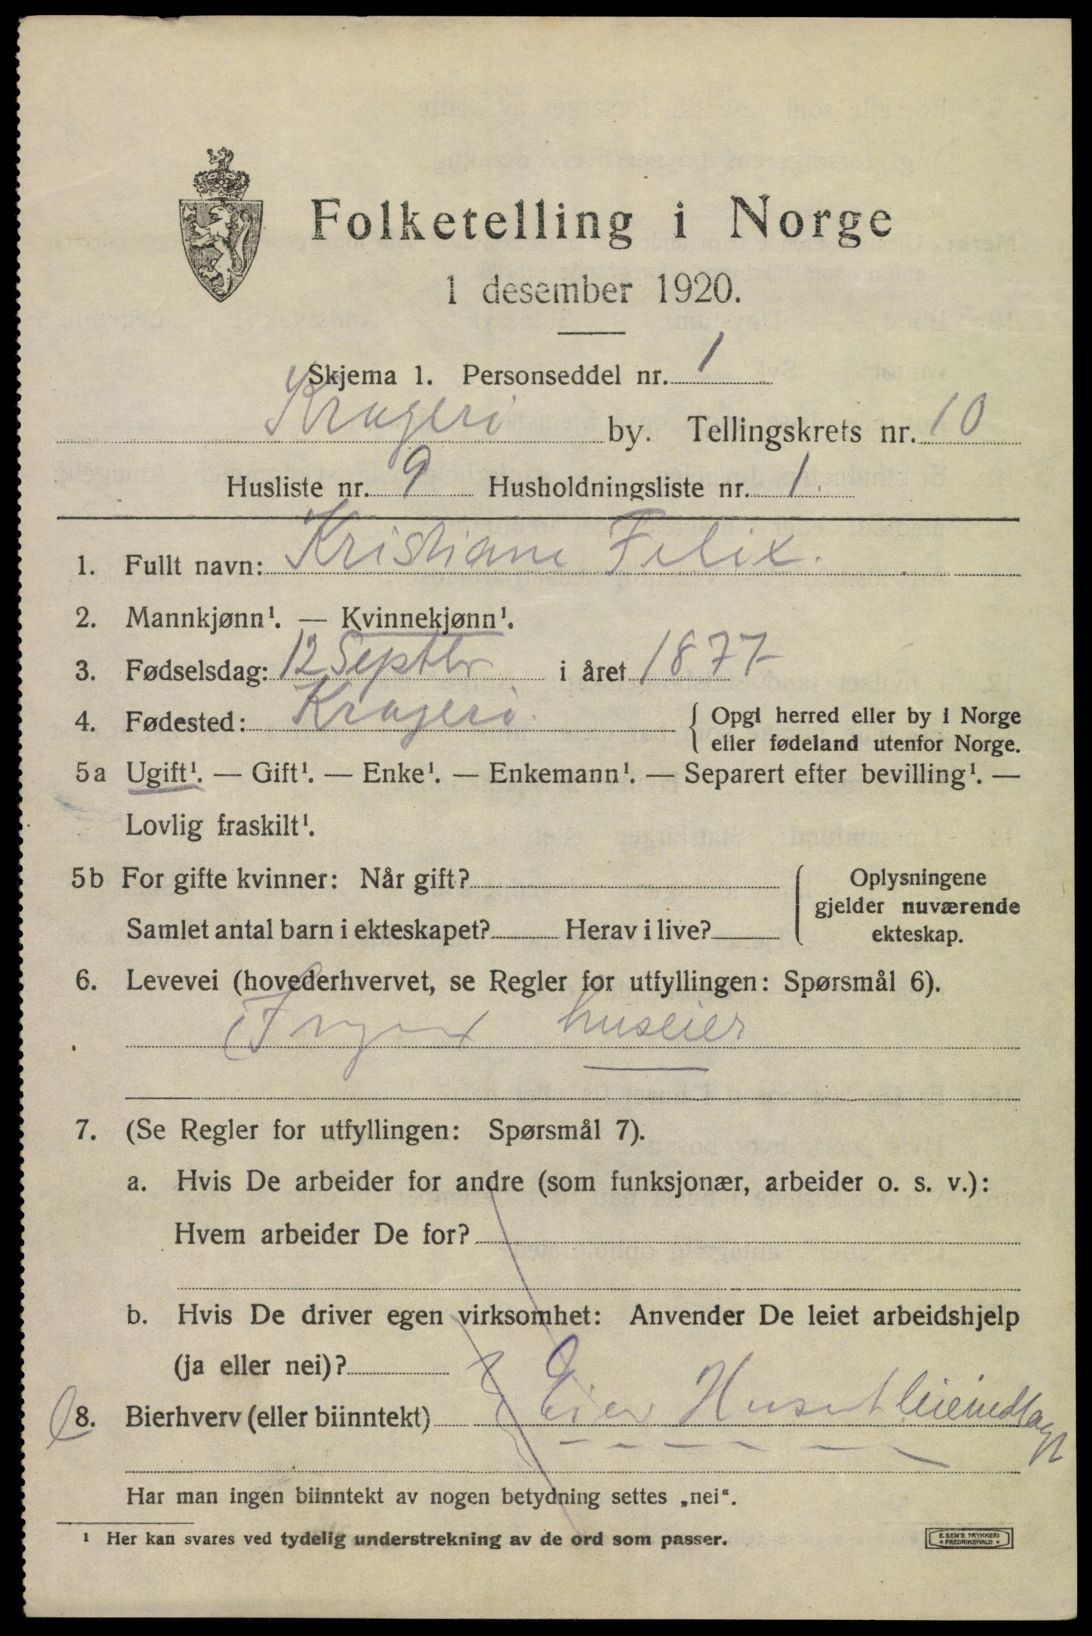 Folketelling i Norge
1 desember 1920.
Skjema 1. Personseddel nr. 1
Kragerø by. Tellingskrets nr. 10
Husliste nr. 9 Husholdningsliste nr. 1.
1. Fullt navn: Kristiane Felix.
2. Mannkjønn¹. — Kvinnekjønn¹.
3. Fødselsdag: 12 Septbr i året 1877
4. Fødested: Kragerø. { Opgi herred eller by i Norge
eller fødeland utenfor Norge.
5a Ugift¹. — Gift¹. — Enke¹. — Enkemann¹. — Separert efter bevilling¹. —
Lovlig fraskilt¹.
5b For gifte kvinner: Når gift? { Oplysningene
gjelder nuværende
Samlet antal barn i ekteskapet? Herav i live?
ekteskap.
6. Levevei (hovederhvervet, se Regler for utfyllingen: Spørsmål 6).
huseier
7. (Se Regler for utfyllingen: Spørsmål 7).
a. Hvis De arbeider for andre (som funksjonær, arbeider o. s. v.):
Hvem arbeider De for?
b. Hvis De driver egen virksomhet: Anvender De leiet arbeidshjelp
(ja eller nei)?
8. Bierhverv (eller biinntekt) Eier Huset leieindtagt
Har man ingen biinntekt av nogen betydning settes „nei“.
¹ Her kan svares ved tydelig understrekning av de ord som passer.
E. SEM'S TRYKKERI
* FREDRIKSHALD *